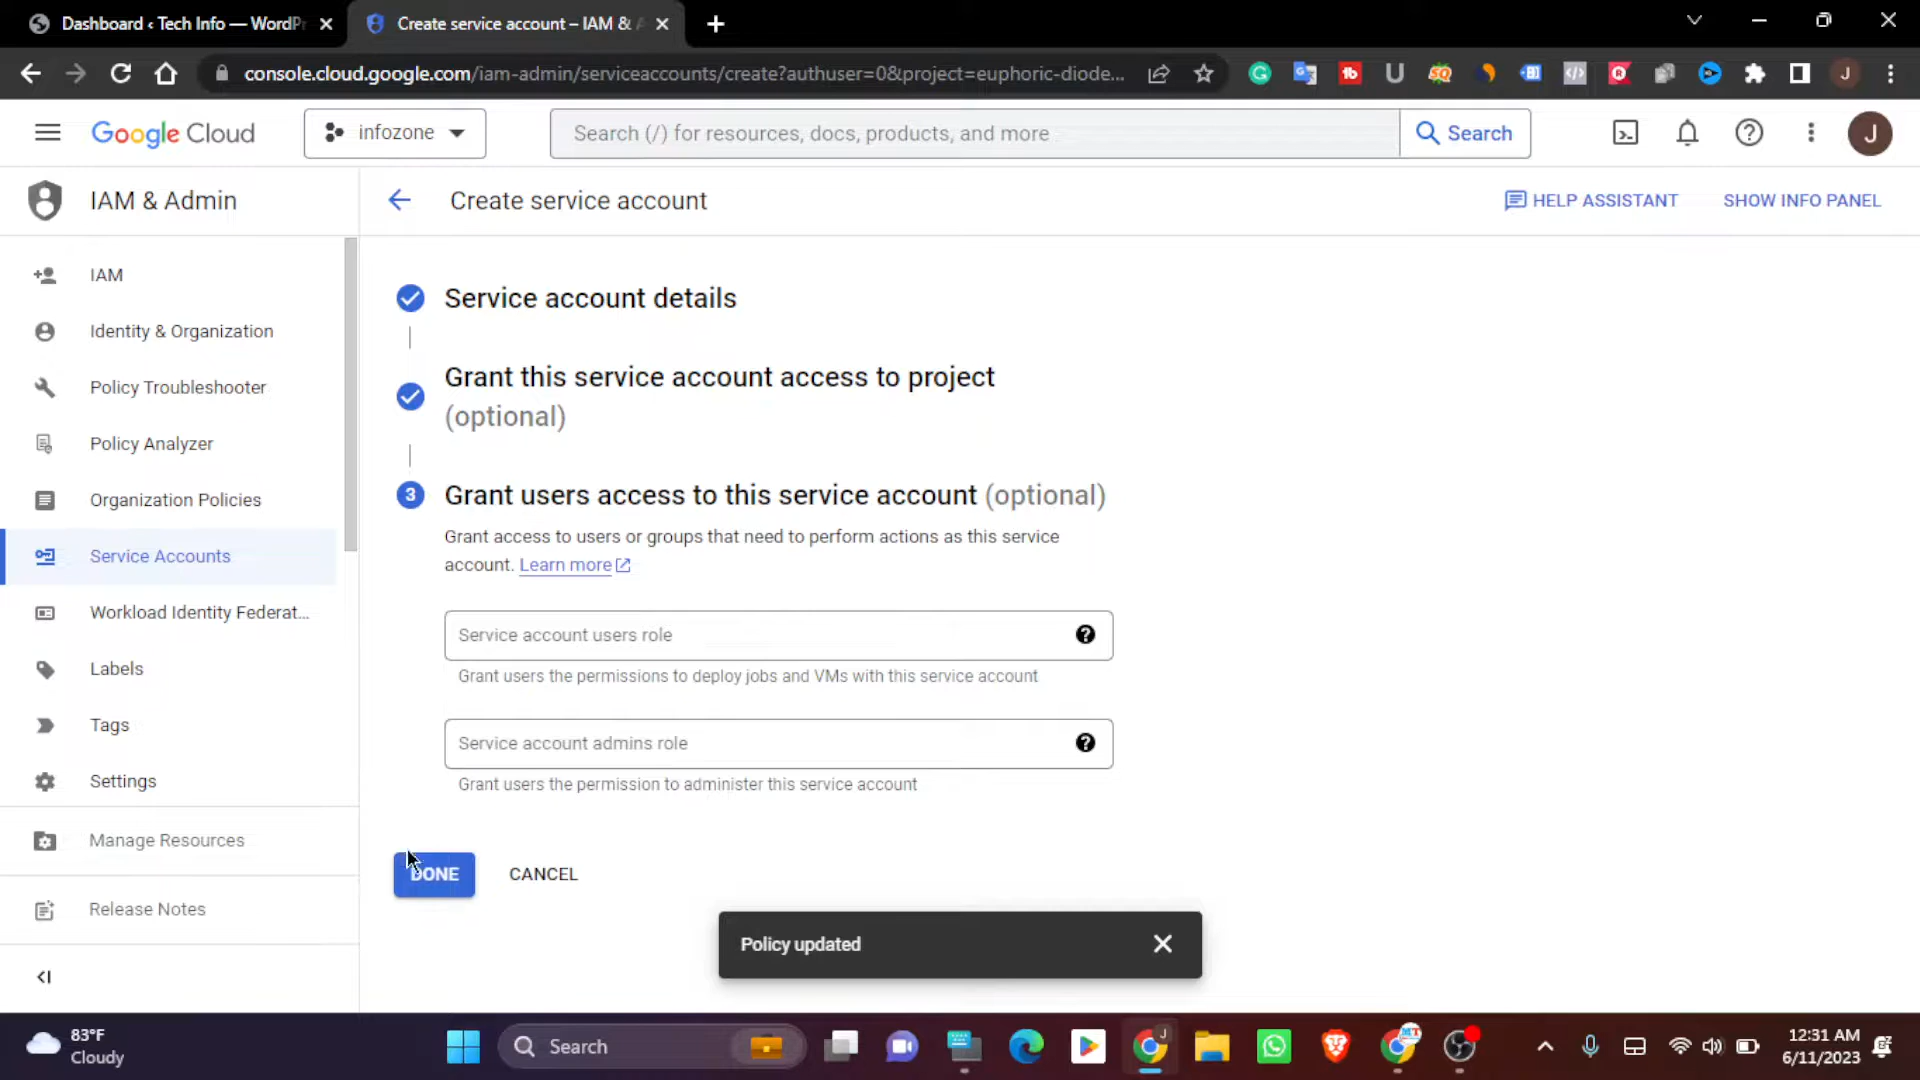 Dashboard ‹ Tech Info — WordP
Create service account – IAM &
console.cloud.google.com/iam-admin/serviceaccounts/create?authuser=0&project=euphoric-diode...
Google Cloud
infozone
Search (/) for resources, docs, products, and more
Search
J
IAM & Admin
Create service account
HELP ASSISTANT
SHOW INFO PANEL
IAM
Identity & Organization
Policy Troubleshooter
Policy Analyzer
Organization Policies
Service Accounts
Workload Identity Federat...
Labels
Tags
Settings
Manage Resources
Release Notes
Service account details
Grant this service account access to project
(optional)
3
Grant users access to this service account (optional)
Grant access to users or groups that need to perform actions as this service
account. Learn more
Service account users role
Grant users the permissions to deploy jobs and VMs with this service account
Service account admins role
Grant users the permission to administer this service account
DONE
CANCEL
Policy updated
83°F
Cloudy
Search
12:31 AM
6/11/2023